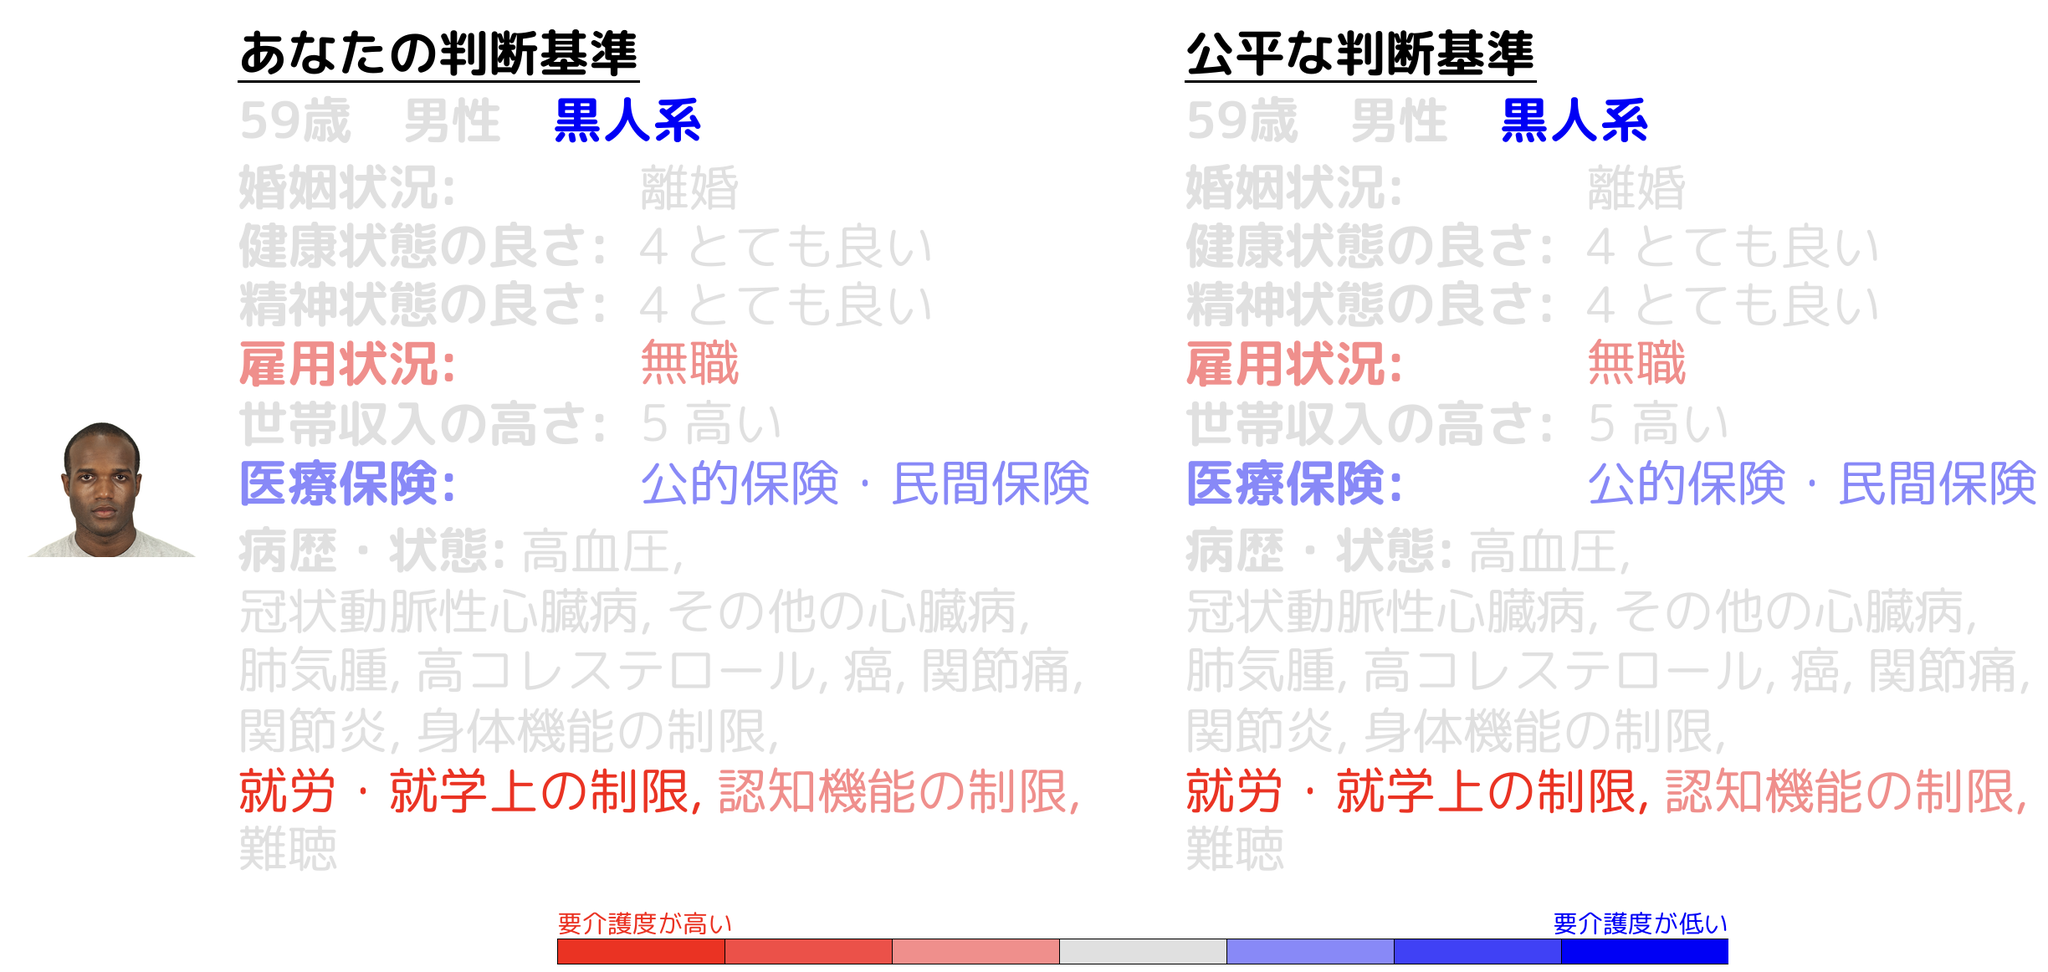 あなたの判断基準
59歳 男性 黒人系
婚姻状況: 離婚
健康状態の良さ: 4 とても良い
精神状態の良さ: 4 とても良い
雇用状況: 無職
世帯収入の高さ: 5 高い
医療保険: 公的保険・民間保険
病歴・状態: 高血圧,
冠状動脈性心臓病, その他の心臓病,
肺気腫, 高コレステロール, 癌, 関節痛,
関節炎, 身体機能の制限,
就労・就学上の制限, 認知機能の制限,
難聴
公平な判断基準
59歳 男性 黒人系
婚姻状況: 離婚
健康状態の良さ: 4 とても良い
精神状態の良さ: 4 とても良い
雇用状況: 無職
世帯収入の高さ: 5 高い
医療保険: 公的保険・民間保険
病歴・状態: 高血圧,
冠状動脈性心臓病, その他の心臓病,
肺気腫, 高コレステロール, 癌, 関節痛,
関節炎, 身体機能の制限,
就労・就学上の制限, 認知機能の制限,
難聴
要介護度が高い
要介護度が低い